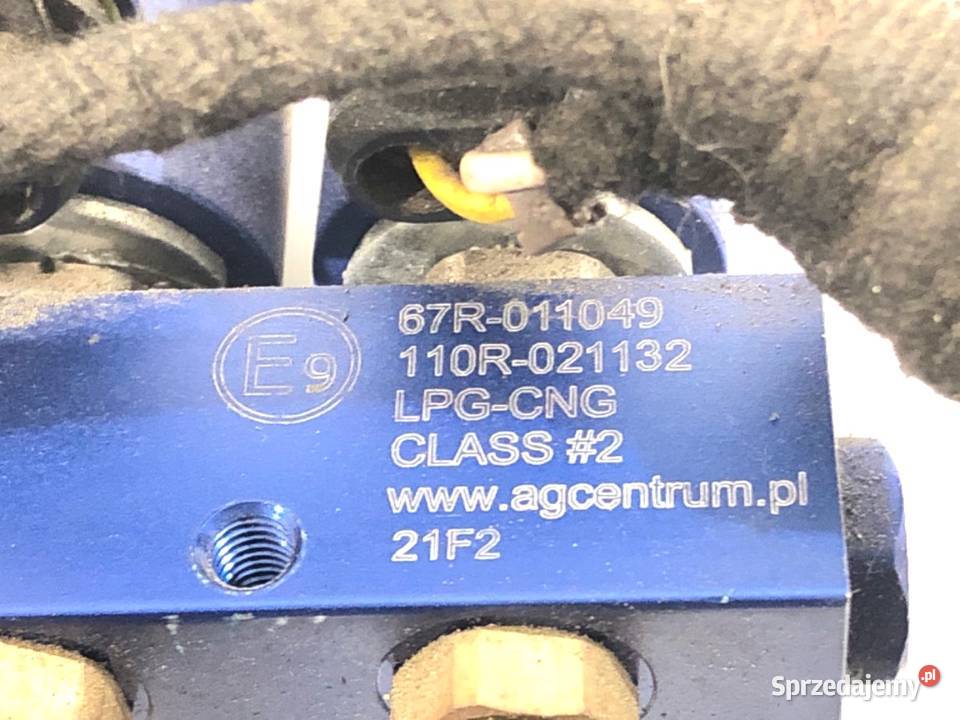 E9
67R-011049
110R-021132
LPG-CNG
CLASS #2
www.agcentrum.pl
21F2
Sprzedajemy.pl